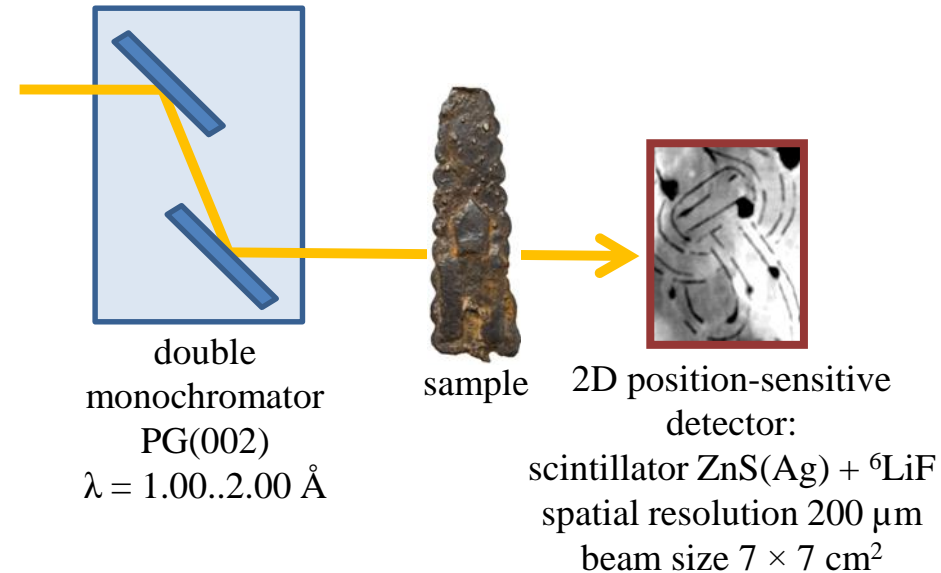 double
monochromator
PG(002)
λ = 1.00..2.00 Å
sample
2D position-sensitive
detector:
scintillator ZnS(Ag) + ⁶LiF
spatial resolution 200 µm
beam size 7 × 7 cm²